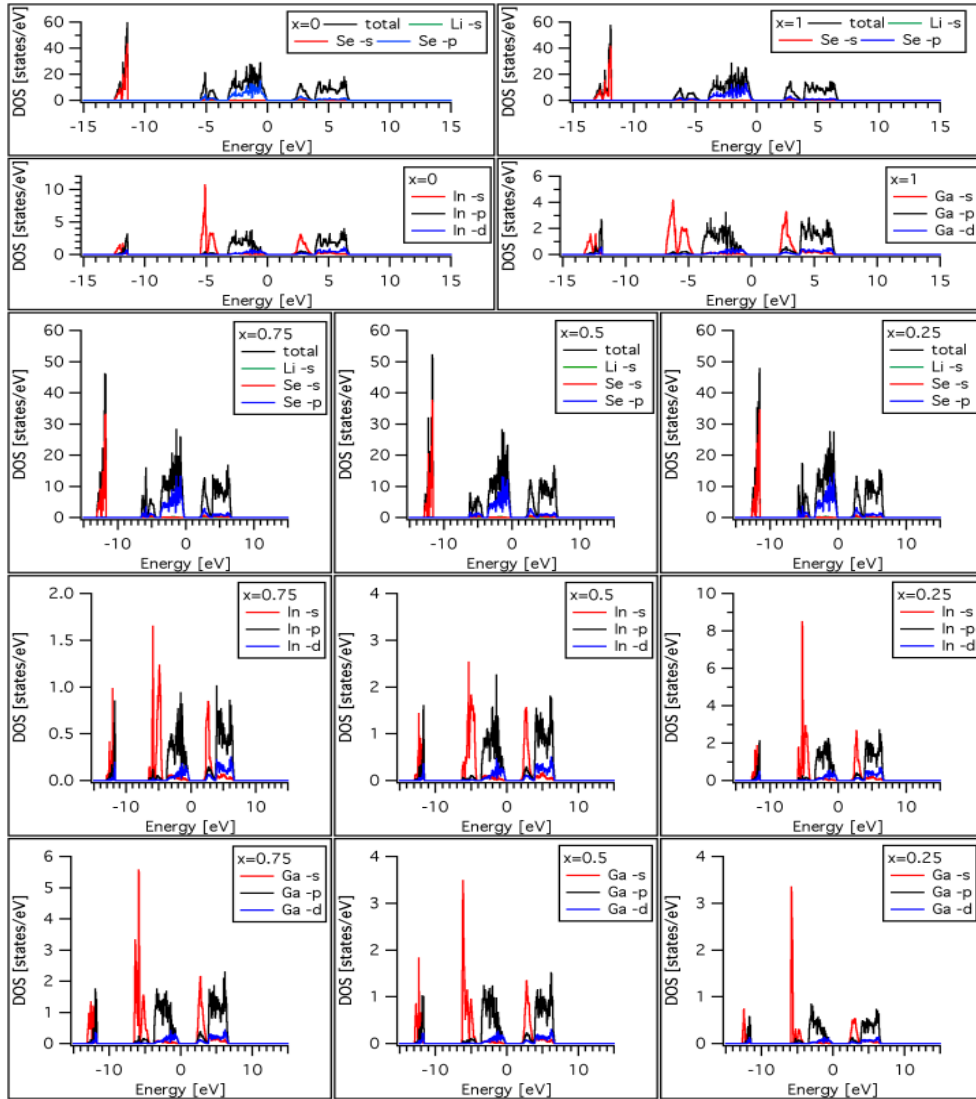 x=0 total Li -s
Se -s Se -p
DOS [states/eV]
60
40
20
0
-15 -10 -5 0 5 10 15
Energy [eV]
x=1 total Li -s
Se -s Se -p
DOS [states/eV]
60
40
20
0
-15 -10 -5 0 5 10 15
Energy [eV]
x=0
In -s
In -p
In -d
DOS [states/eV]
10
5
0
-15 -10 -5 0 5 10 15
Energy [eV]
x=1
Ga -s
Ga -p
Ga -d
DOS [states/eV]
6
4
2
0
-15 -10 -5 0 5 10 15
Energy [eV]
x=0.75
total
Li -s
Se -s
Se -p
DOS [states/eV]
60
50
40
30
20
10
0
-10 0 10
Energy [eV]
x=0.5
total
Li -s
Se -s
Se -p
DOS [states/eV]
60
50
40
30
20
10
0
-10 0 10
Energy [eV]
x=0.25
total
Li -s
Se -s
Se -p
DOS [states/eV]
60
50
40
30
20
10
0
-10 0 10
Energy [eV]
x=0.75
In -s
In -p
In -d
DOS [states/eV]
2.0
1.5
1.0
0.5
0.0
-10 0 10
Energy [eV]
x=0.5
In -s
In -p
In -d
DOS [states/eV]
4
3
2
1
0
-10 0 10
Energy [eV]
x=0.25
In -s
In -p
In -d
DOS [states/eV]
10
8
6
4
2
0
-10 0 10
Energy [eV]
x=0.75
Ga -s
Ga -p
Ga -d
DOS [states/eV]
6
5
4
3
2
1
0
-10 0 10
Energy [eV]
x=0.5
Ga -s
Ga -p
Ga -d
DOS [states/eV]
4
3
2
1
0
-10 0 10
Energy [eV]
x=0.25
Ga -s
Ga -p
Ga -d
DOS [states/eV]
4
3
2
1
0
-10 0 10
Energy [eV]